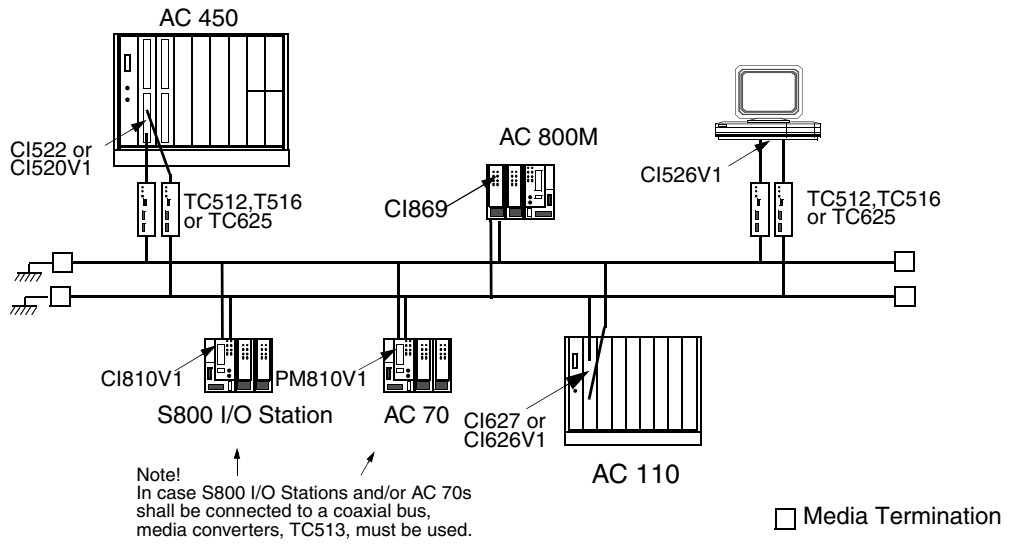 AC 450
CI522 or
CI520V1
TC512,T516
or TC625
AC 800M
CI869
CI526V1
TC512,TC516
or TC625
CI810V1
S800 I/O Station
PM810V1
AC 70
CI627 or
CI626V1
AC 110
Note!
In case S800 I/O Stations and/or AC 70s
shall be connected to a coaxial bus,
media converters, TC513, must be used.
Media Termination